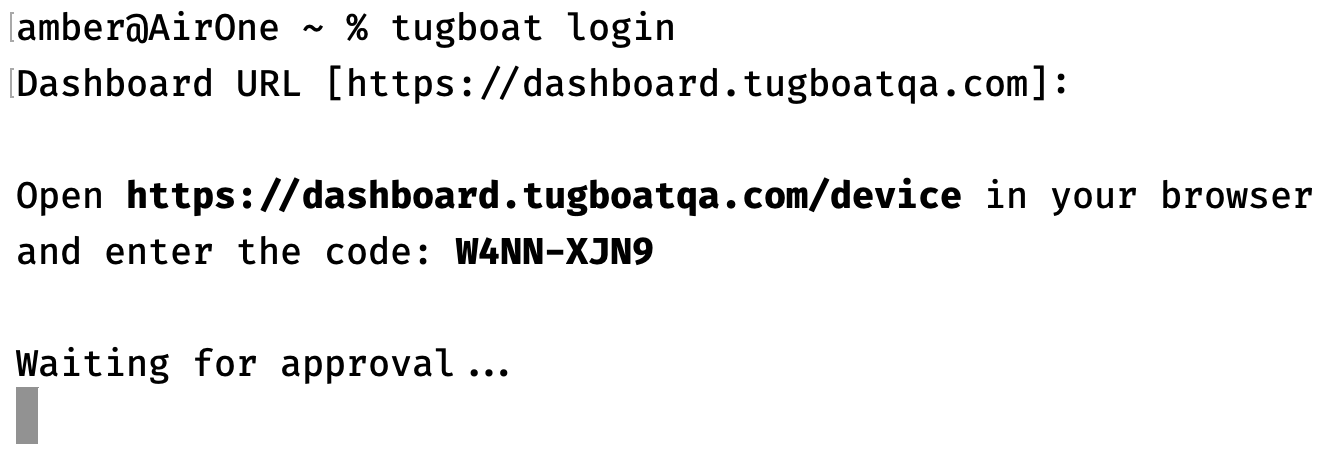 amber@AirOne ~ % tugboat login
Dashboard URL [https://dashboard.tugboatqa.com]:
Open https://dashboard.tugboatqa.com/device in your browser
and enter the code: W4NN-XJN9
Waiting for approval...